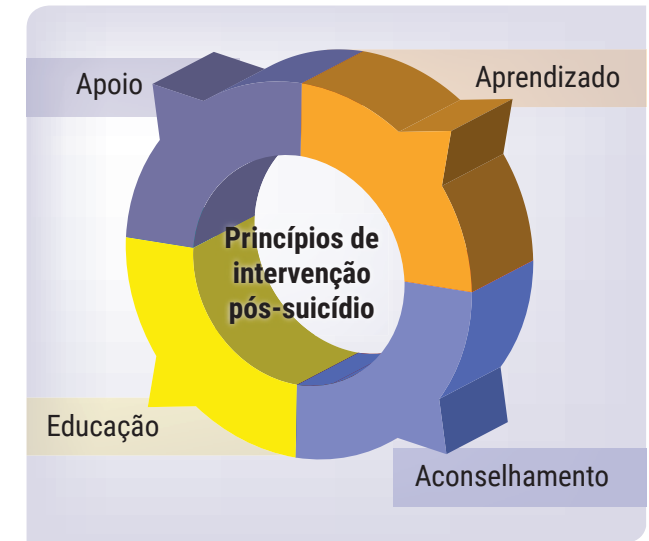 Apoio
Aprendizado
Princípios de
intervenção
pós-suicídio
Educação
Aconselhamento